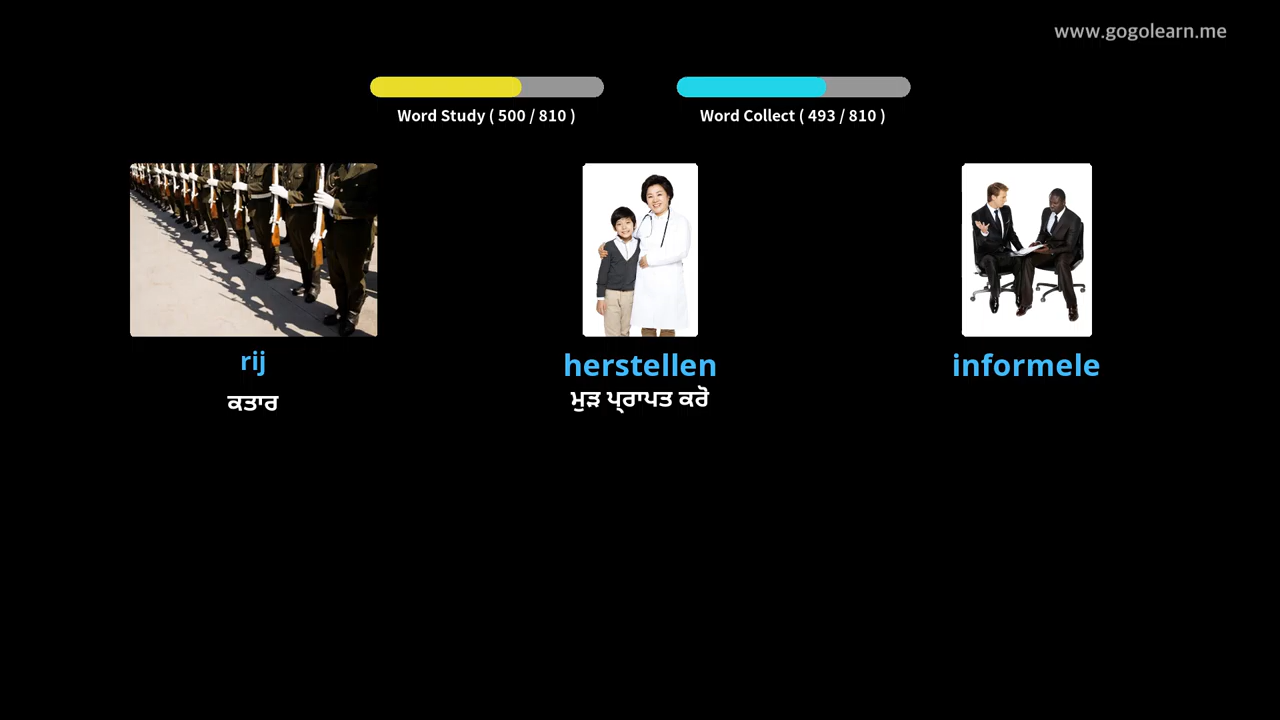 www.gogolearn.me
Word Study ( 500 / 810 )
Word Collect ( 493 / 810 )
rij
herstellen
informele
ਕਤਾਰ
ਮੁੜ ਪ੍ਰਾਪਤ ਕਰੋ